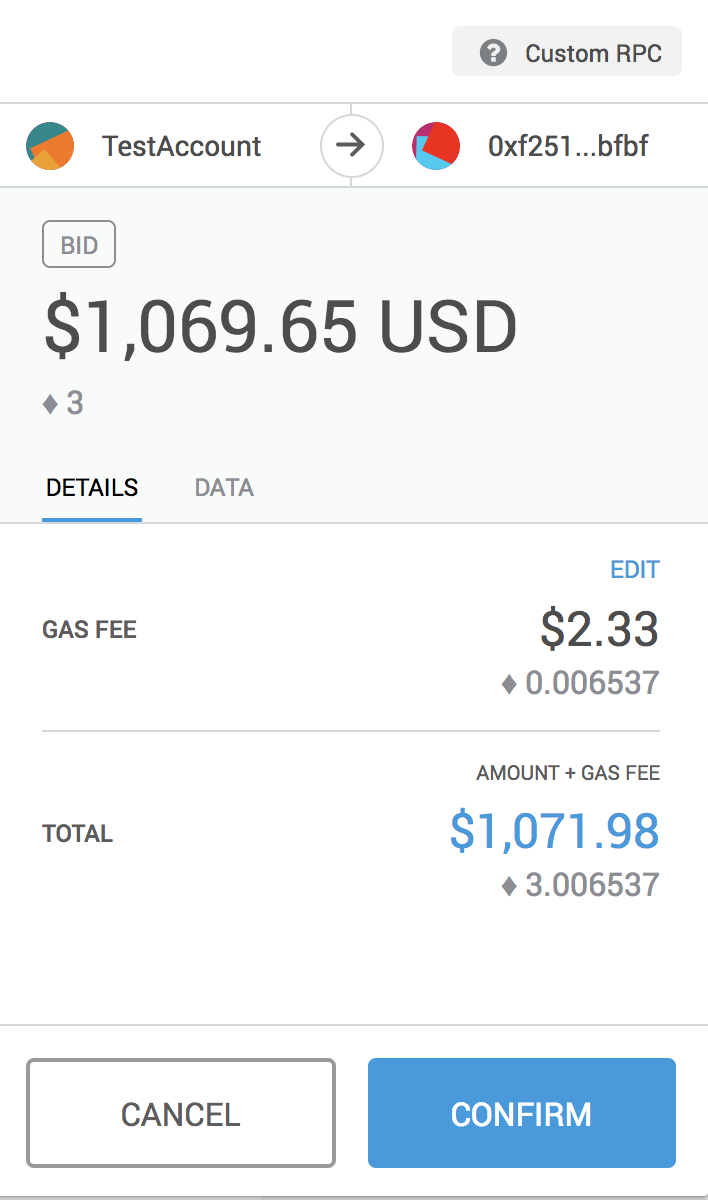 ? Custom RPC
TestAccount
0xf251...bfbf
BID
$1,069.65 USD
♦ 3
DETAILS DATA
EDIT
GAS FEE
$2.33
♦ 0.006537
AMOUNT + GAS FEE
TOTAL
$1,071.98
♦ 3.006537
CANCEL
CONFIRM